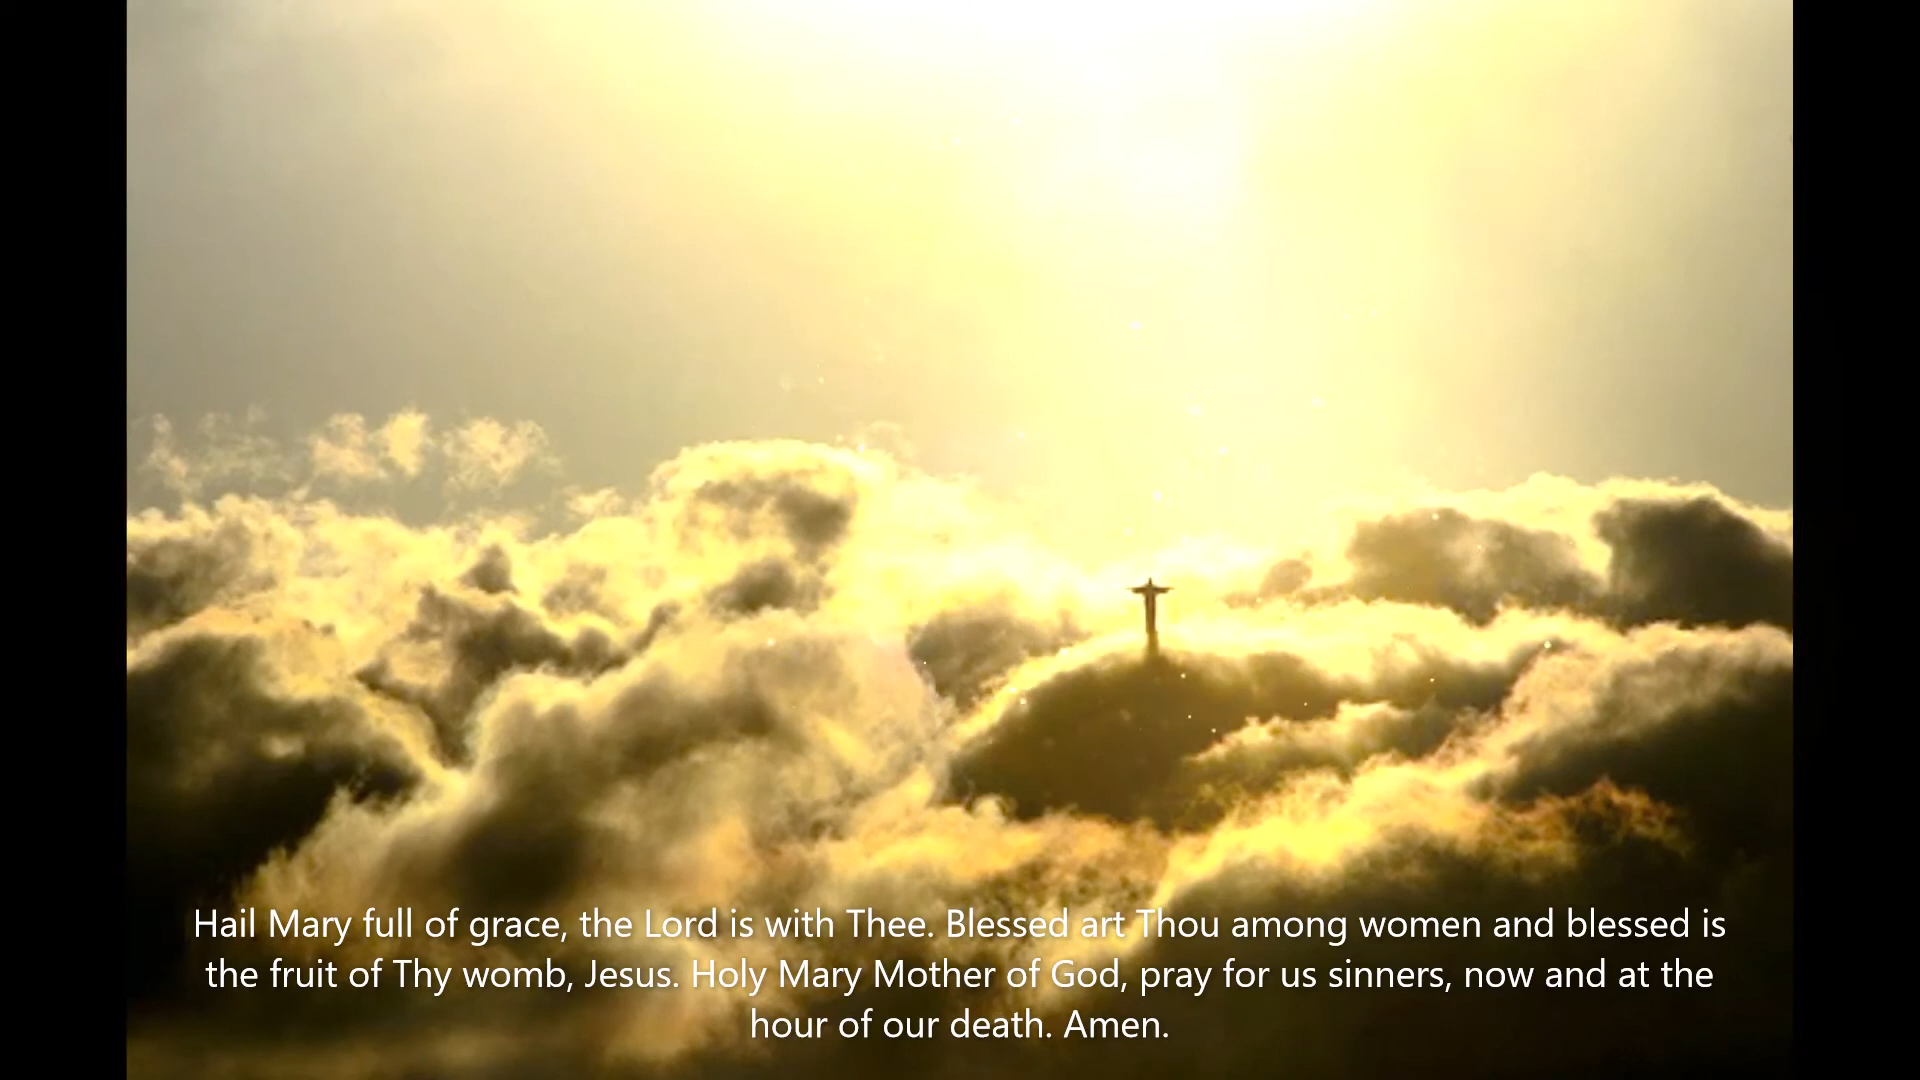 Hail Mary full of grace, the Lord is with Thee. Blessed art Thou among women and blessed is
the fruit of Thy womb, Jesus. Holy Mary Mother of God, pray for us sinners, now and at the
hour of our death. Amen.